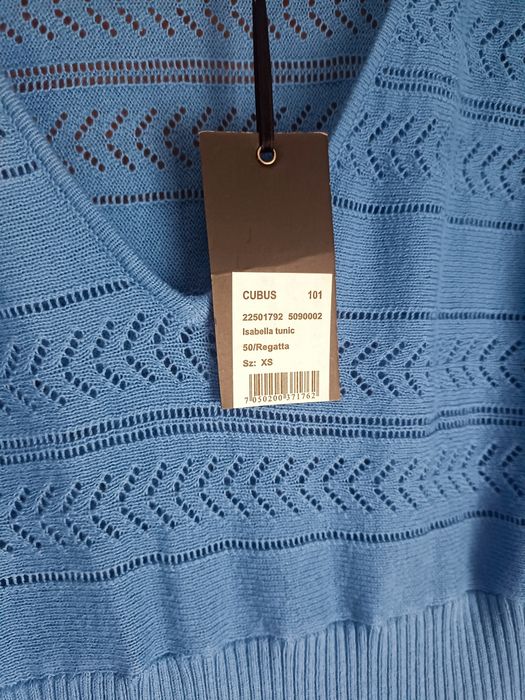 CUBUS 101
22501792 5090002
Isabella tunic
50/Regatta
Sz: XS
7 050200 371762